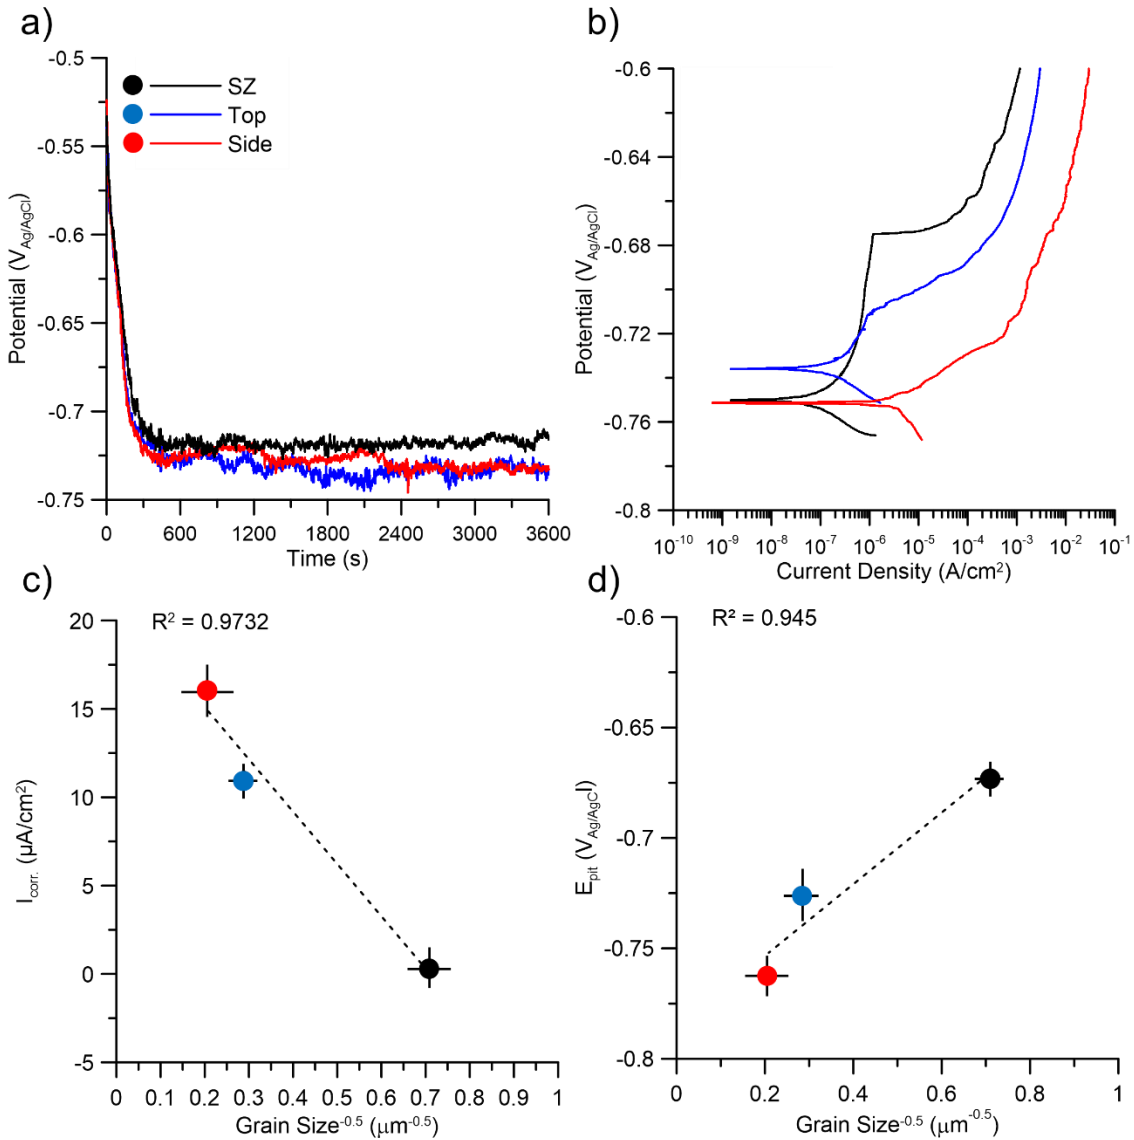 a)
-0.5
-0.55
-0.6
-0.65
-0.7
-0.75
Potential (V_Ag/AgCl)
SZ
Top
Side
0 600 1200 1800 2400 3000 3600
Time (s)
b)
-0.6
-0.64
-0.68
-0.72
-0.76
-0.8
Potential (V_Ag/AgCl)
10^-10 10^-9 10^-8 10^-7 10^-6 10^-5 10^-4 10^-3 10^-2 10^-1
Current Density (A/cm²)
c)
R² = 0.9732
20
15
10
5
0
-5
I_corr. (μA/cm²)
0 0.1 0.2 0.3 0.4 0.5 0.6 0.7 0.8 0.9 1
Grain Size^-0.5 (μm^-0.5)
d)
R² = 0.945
-0.6
-0.65
-0.7
-0.75
-0.8
E_pit (V_Ag/AgCl)
0 0.2 0.4 0.6 0.8 1
Grain Size^-0.5 (μm^-0.5)